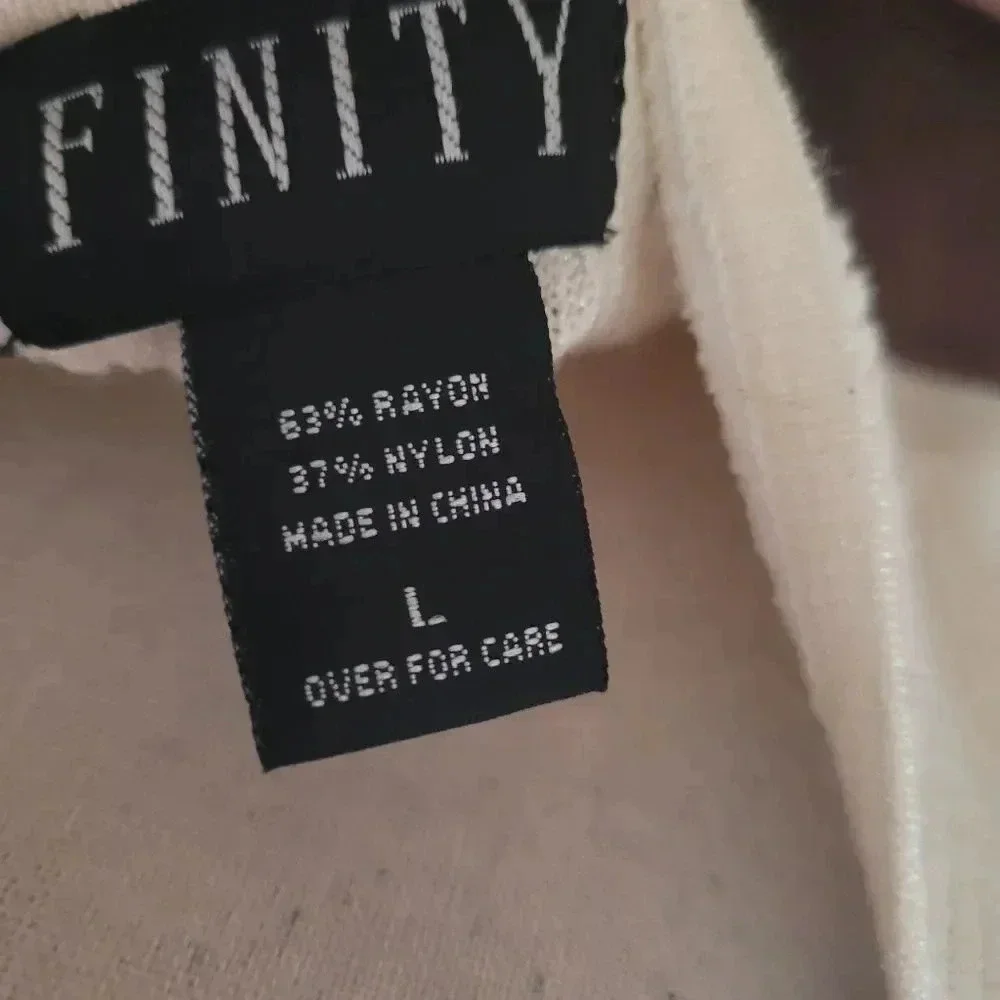 FINITY
63% RAYON
37% NYLON
MADE IN CHINA
L
OVER FOR CARE